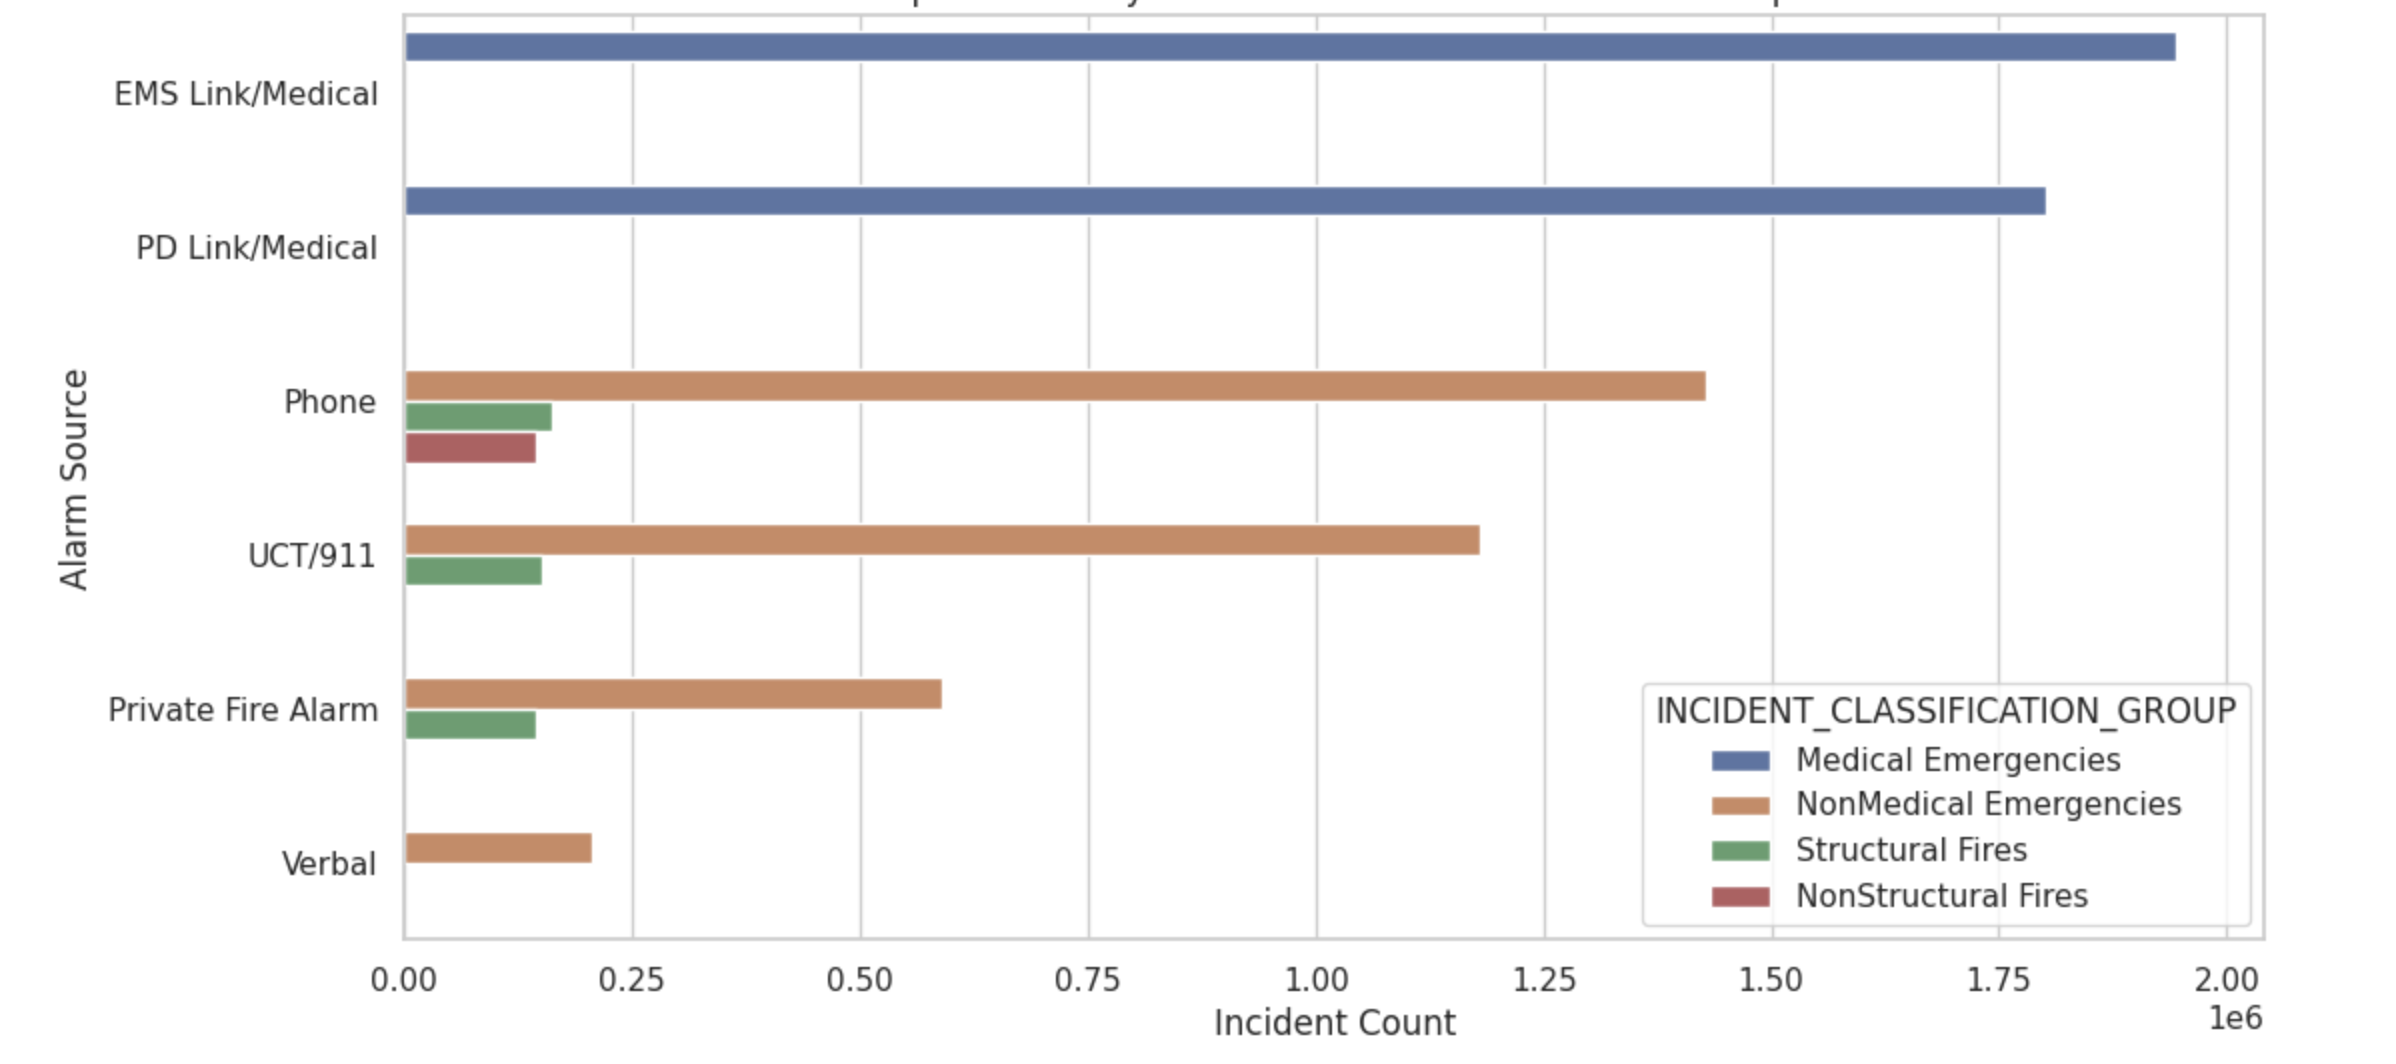 EMS Link/Medical
PD Link/Medical
Phone
UCT/911
Private Fire Alarm
Verbal
Alarm Source
INCIDENT_CLASSIFICATION_GROUP
Medical Emergencies
NonMedical Emergencies
Structural Fires
NonStructural Fires
0.00 0.25 0.50 0.75 1.00 1.25 1.50 1.75 2.00
1e6
Incident Count